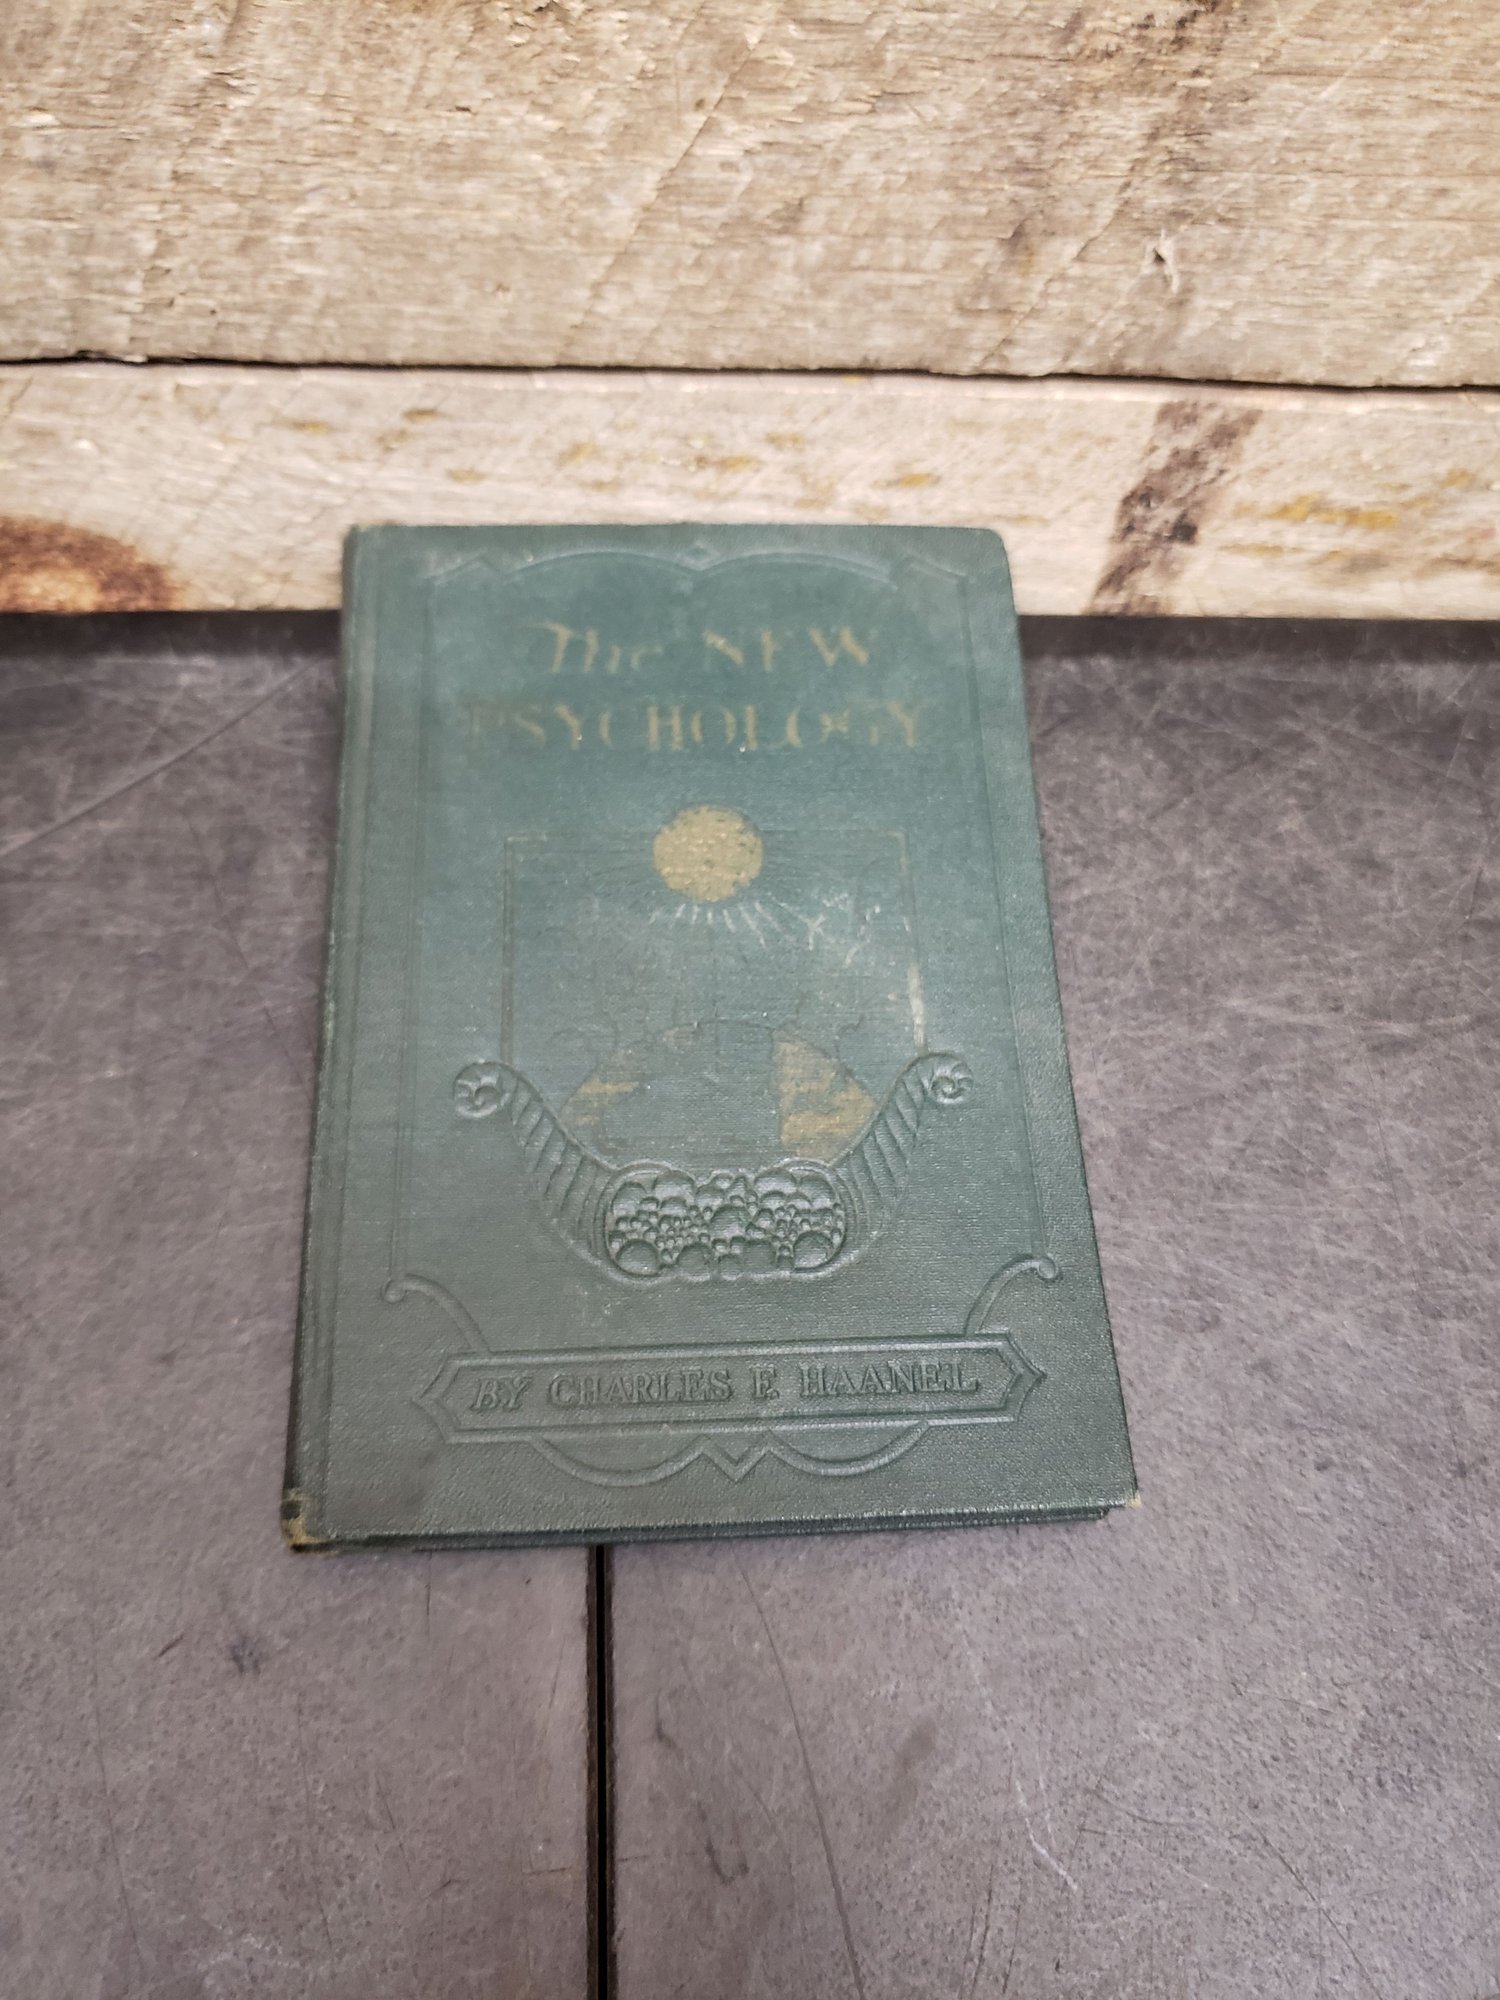 The NEW
PSYCHOLOGY
BY CHARLES F. HAANEL